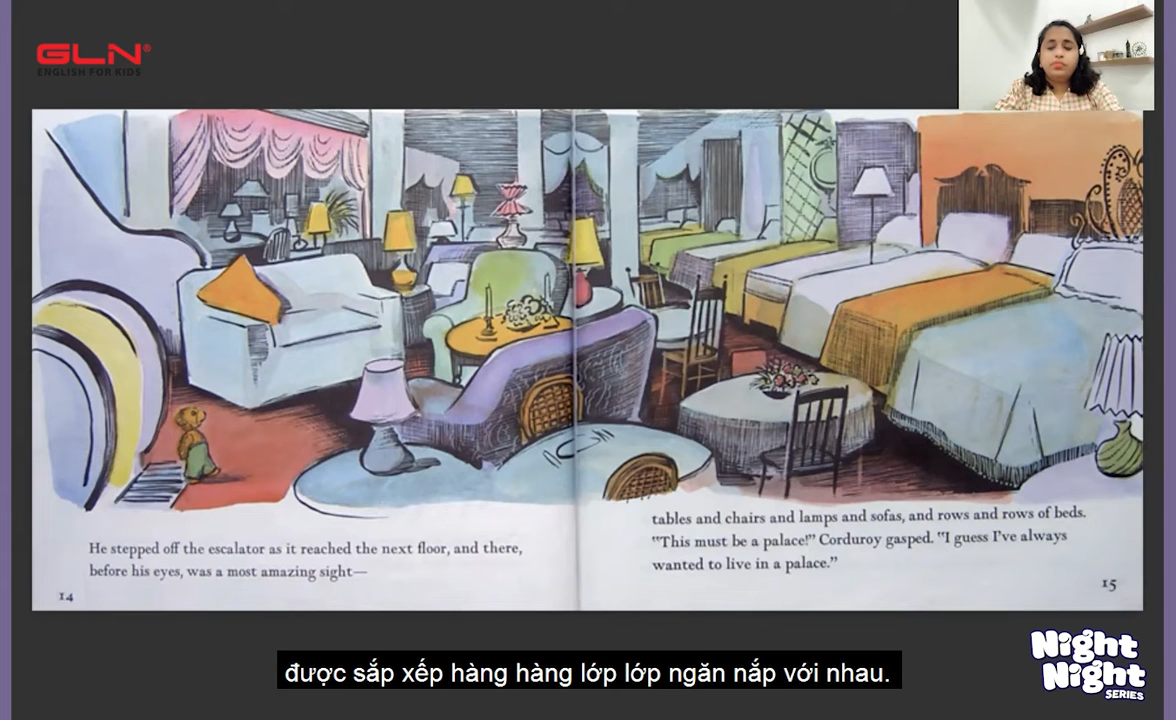 GLN®
ENGLISH FOR KIDS
He stepped off the escalator as it reached the next floor, and there,
before his eyes, was a most amazing sight—
14
tables and chairs and lamps and sofas, and rows and rows of beds.
"This must be a palace!" Corduroy gasped. "I guess I've always
wanted to live in a palace."
15
được sắp xếp hàng hàng lớp lớp ngăn nắp với nhau.
Night
Night
SERIES